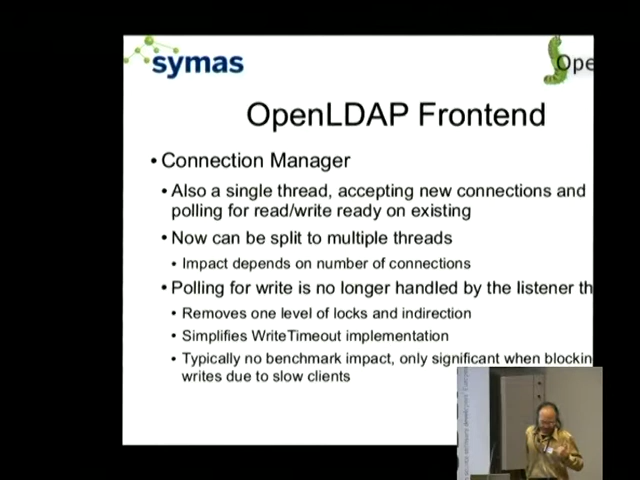 symas
Ope
OpenLDAP Frontend
• Connection Manager
• Also a single thread, accepting new connections and
polling for read/write ready on existing
• Now can be split to multiple threads
• Impact depends on number of connections
• Polling for write is no longer handled by the listener th
• Removes one level of locks and indirection
• Simplifies WriteTimeout implementation
• Typically no benchmark impact, only significant when blockin
writes due to slow clients